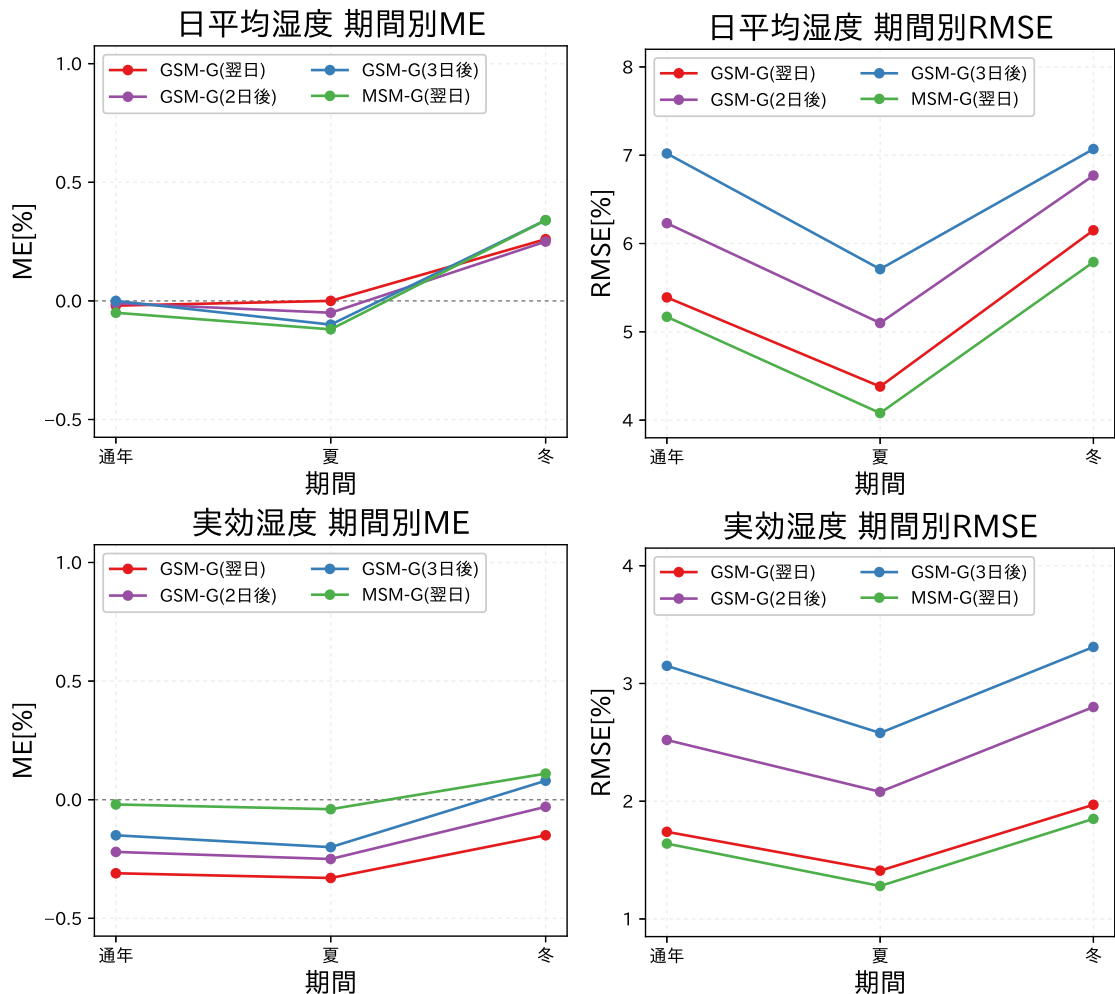 日平均湿度 期間別ME
GSM-G(翌日)
GSM-G(3日後)
GSM-G(2日後)
MSM-G(翌日)
ME[%]
1.0
0.5
0.0
−0.5
通年
夏
冬
期間
日平均湿度 期間別RMSE
GSM-G(翌日)
GSM-G(3日後)
GSM-G(2日後)
MSM-G(翌日)
RMSE[%]
8
7
6
5
4
通年
夏
冬
期間
実効湿度 期間別ME
GSM-G(翌日)
GSM-G(3日後)
GSM-G(2日後)
MSM-G(翌日)
ME[%]
1.0
0.5
0.0
−0.5
通年
夏
冬
期間
実効湿度 期間別RMSE
GSM-G(翌日)
GSM-G(3日後)
GSM-G(2日後)
MSM-G(翌日)
RMSE[%]
4
3
2
1
通年
夏
冬
期間